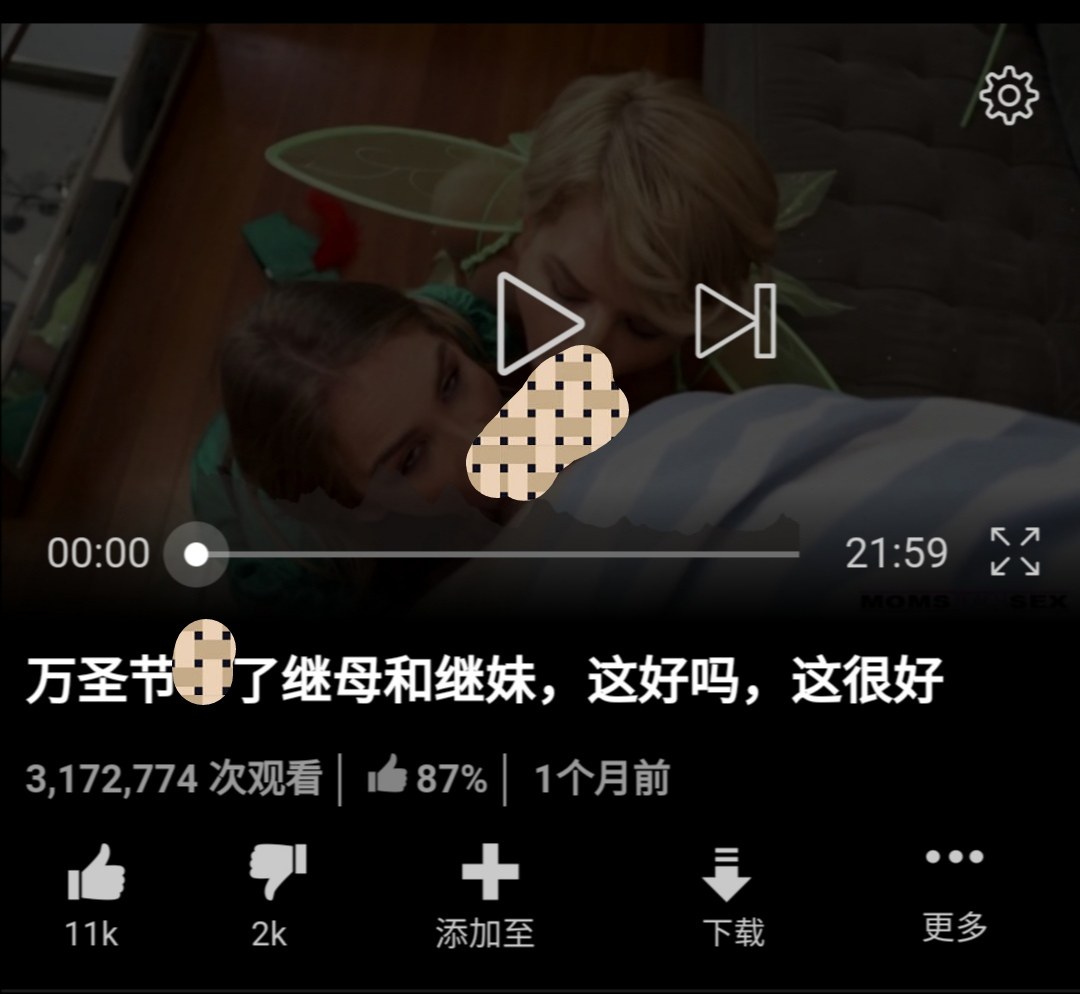 00:00
21:59
MOMS
SEX
万圣节了继母和继妹，这好吗，这很好
3,172,774 次观看
87%
1个月前
11k
2k
添加至
下载
更多